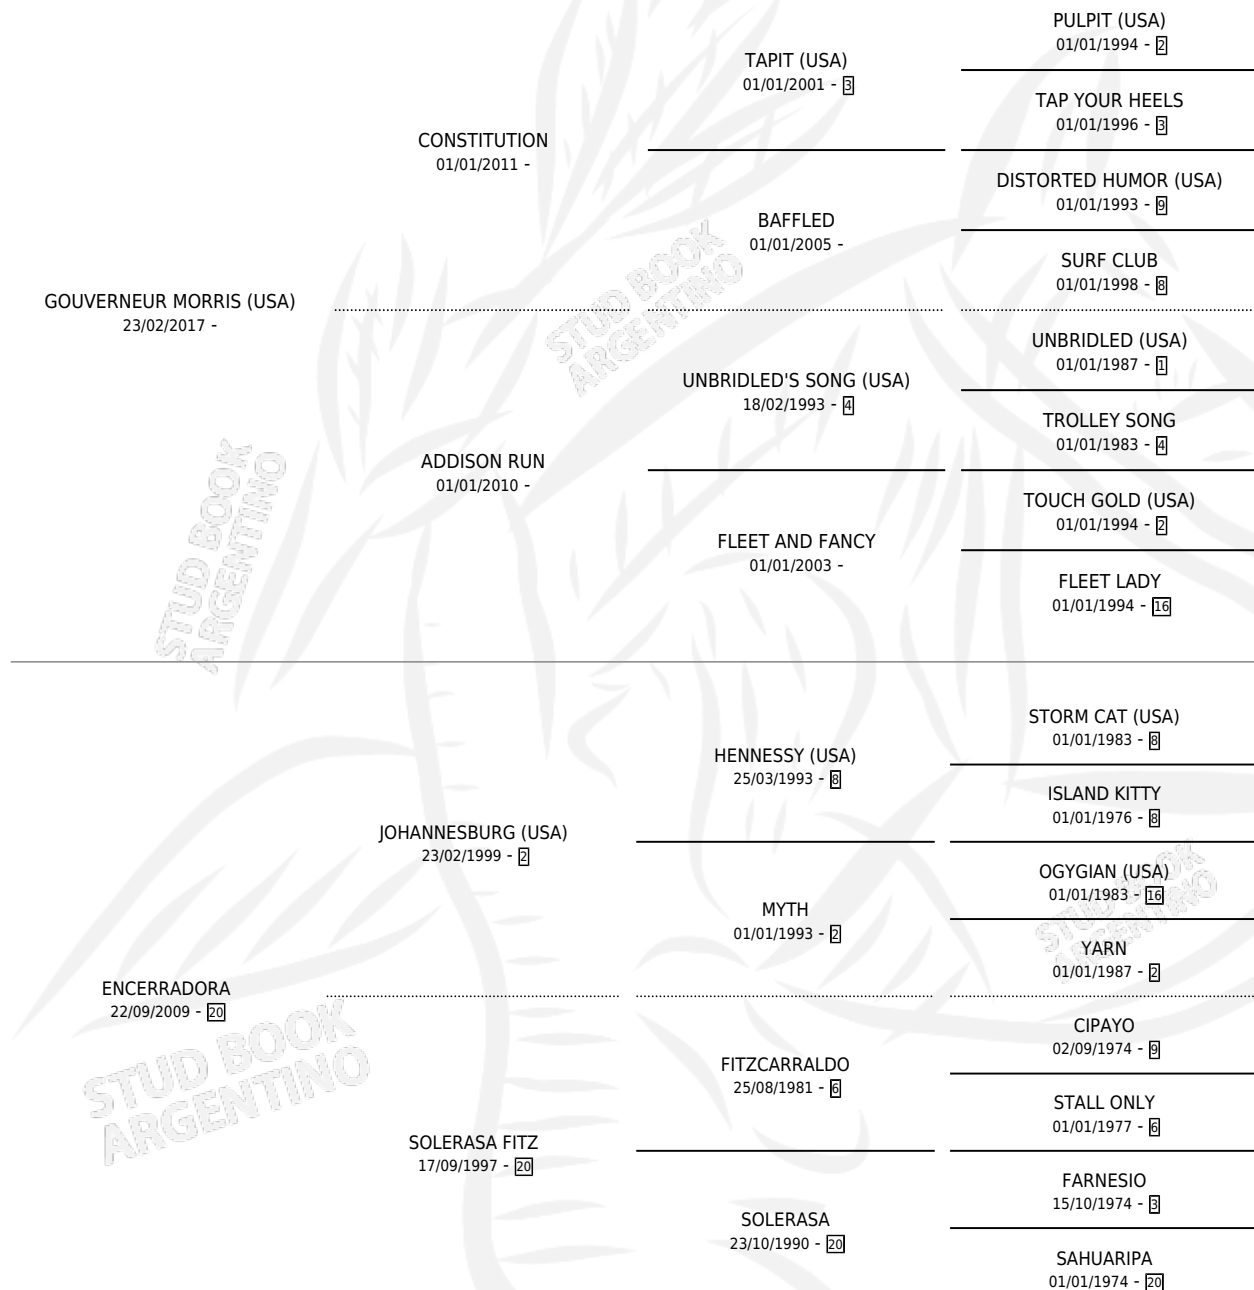 PULPIT (USA)
01/01/1994 - 2
TAPIT (USA)
01/01/2001 - 3
TAP YOUR HEELS
01/01/1996 - 3
CONSTITUTION
01/01/2011 -
DISTORTED HUMOR (USA)
01/01/1993 - 9
BAFFLED
01/01/2005 -
SURF CLUB
01/01/1998 - 8
GOUVERNEUR MORRIS (USA)
23/02/2017 -
UNBRIDLED (USA)
01/01/1987 - 1
UNBRIDLED'S SONG (USA)
18/02/1993 - 4
TROLLEY SONG
01/01/1983 - 4
ADDISON RUN
01/01/2010 -
TOUCH GOLD (USA)
01/01/1994 - 2
FLEET AND FANCY
01/01/2003 -
FLEET LADY
01/01/1994 - 16
STORM CAT (USA)
01/01/1983 - 8
HENNESSY (USA)
25/03/1993 - 8
ISLAND KITTY
01/01/1976 - 8
JOHANNESBURG (USA)
23/02/1999 - 2
OGYGIAN (USA)
01/01/1983 - 16
MYTH
01/01/1993 - 2
YARN
01/01/1987 - 2
ENCERRADORA
22/09/2009 - 20
CIPAYO
02/09/1974 - 9
FITZCARRALDO
25/08/1981 - 6
STALL ONLY
01/01/1977 - 6
SOLERASA FITZ
17/09/1997 - 20
FARNESIO
15/10/1974 - 3
SOLERASA
23/10/1990 - 20
SAHUARIPA
01/01/1974 - 20
STUD BOOK
ARGENTINO
STUD BOOK
ARGENTINO
STUD BOOK
ARGENTINO
STUD BOOK
ARGENTINO